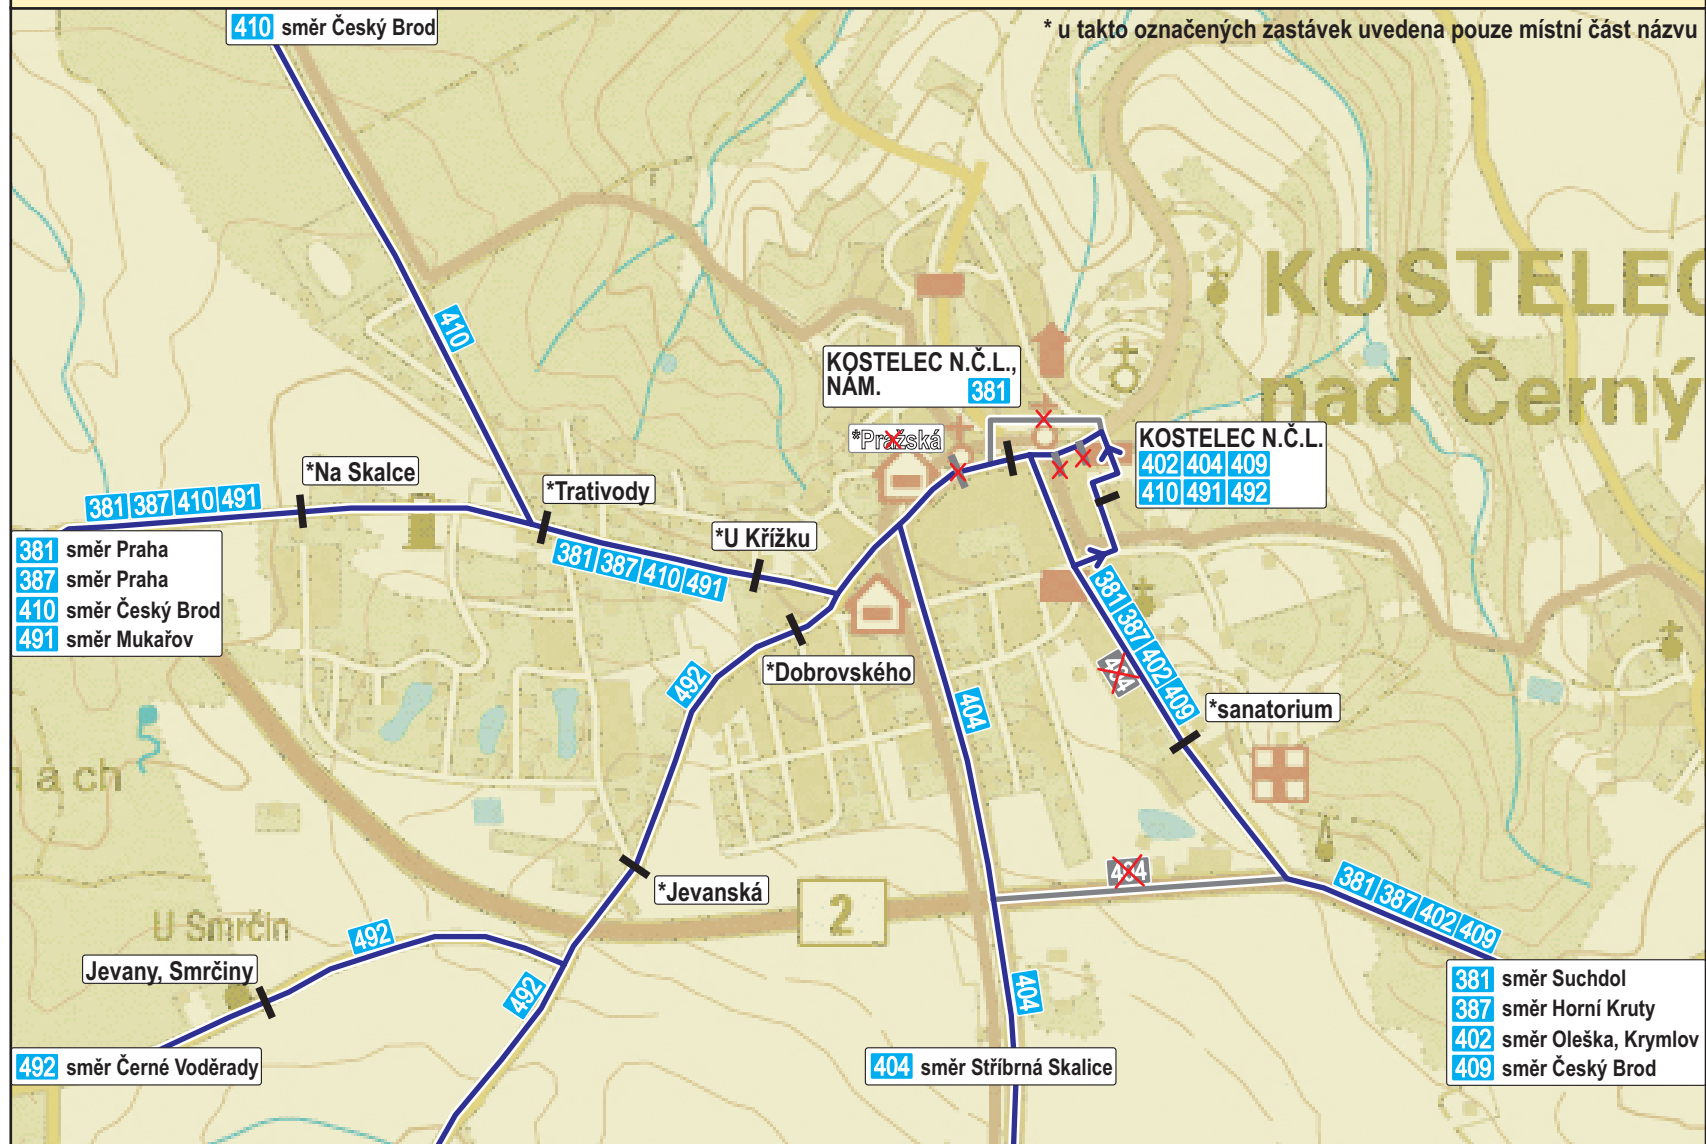 410 směr Český Brod
* u takto označených zastávek uvedena pouze místní část názvu
410
KOSTELEC
nad Černý
KOSTELEC N.Č.L.,
NÁM. 381
*Pražská
KOSTELEC N.Č.L.
402 404 409
410 491 492
*Na Skalce
*Trativody
381 387 410 491
*U Křížku
381 387 410 491
381 směr Praha
387 směr Praha
410 směr Český Brod
491 směr Mukařov
381 387 402 409
*Dobrovského
404
492
404
*sanatorium
n á ch
404
*Jevanská
2
381 387 402 409
U Smrčin
492
Jevany, Smrčiny
492
404
381 směr Suchdol
387 směr Horní Kruty
402 směr Oleška, Krymlov
409 směr Český Brod
492 směr Černé Voděrady
404 směr Stříbrná Skalice